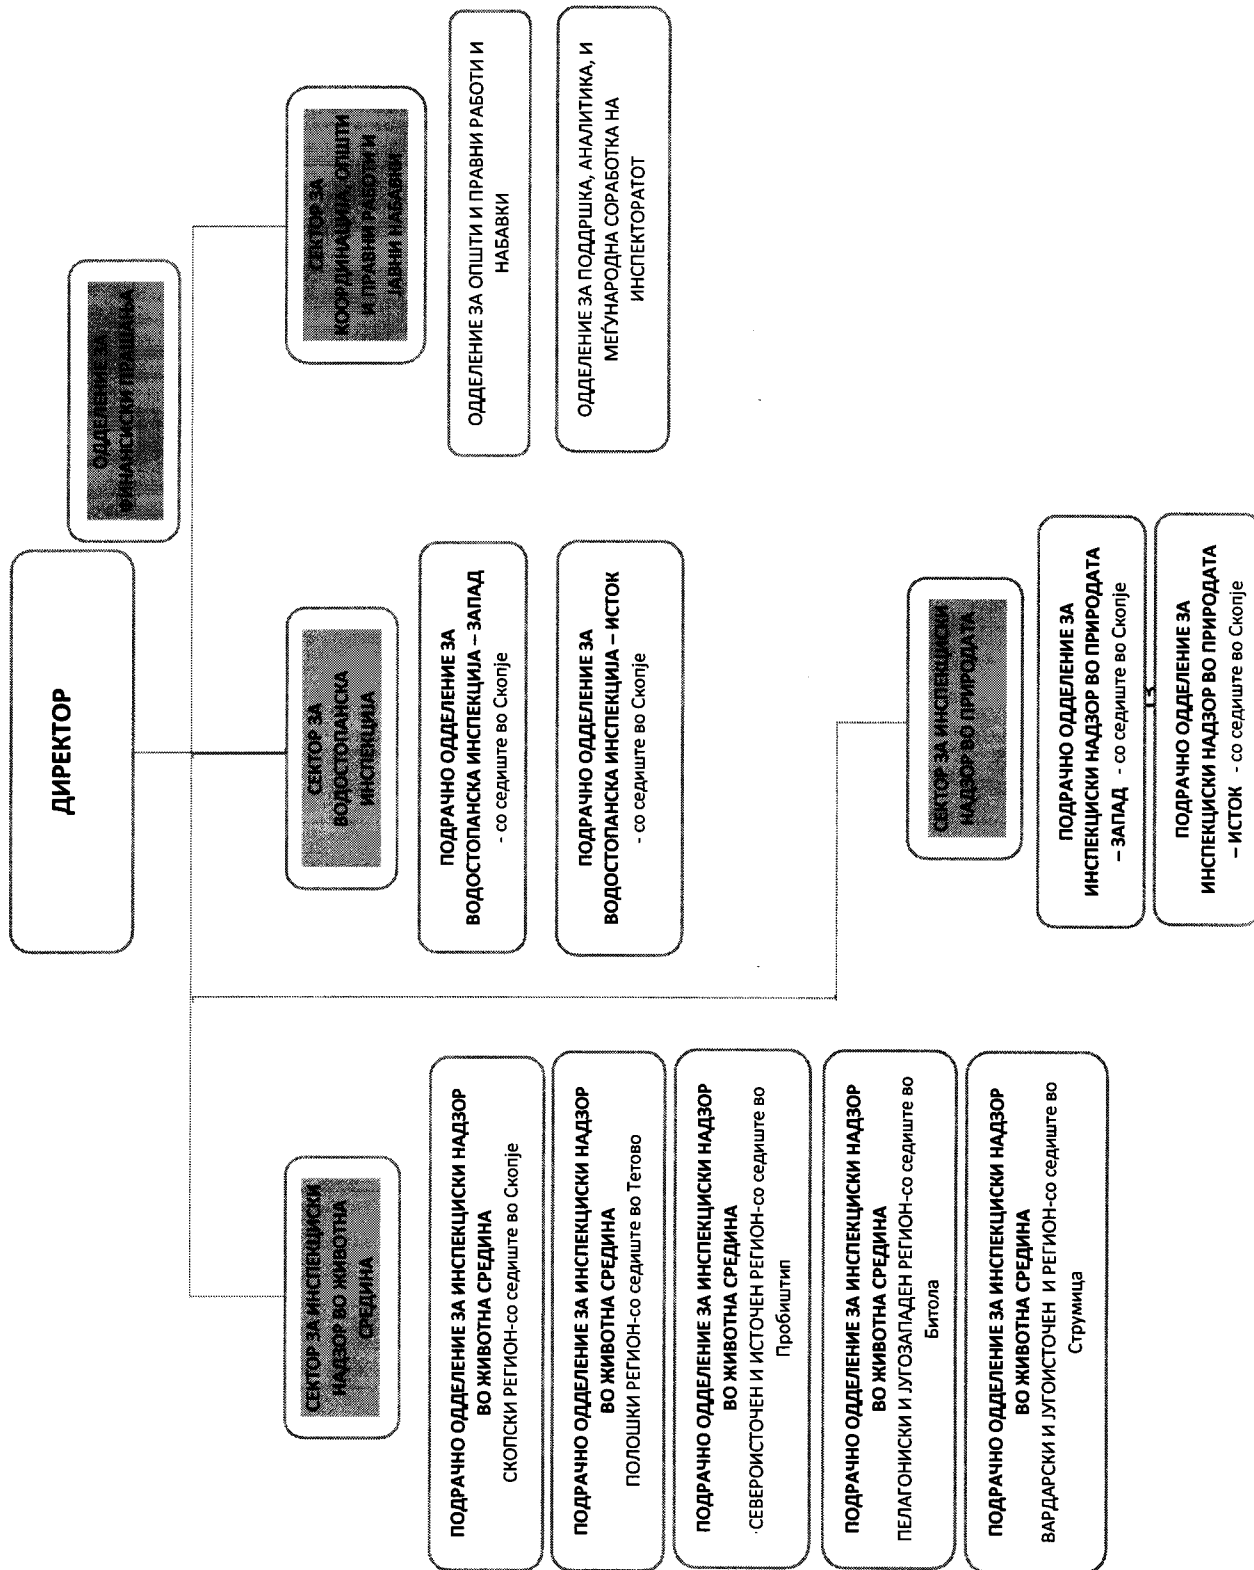 ДИРЕКТОР
ОДДЕЛЕНИЕ ЗА
ФИНАНСИСКИ ПРАШАЊА
СЕКТОР ЗА ИНСПЕКЦИСКИ
НАДЗОР ВО ЖИВОТНА
СРЕДИНА
ПОДРАЧНО ОДДЕЛЕНИЕ ЗА ИНСПЕКЦИСКИ НАДЗОР
ВО ЖИВОТНА СРЕДИНА
СКОПСКИ РЕГИОН-со седиште во Скопје
ПОДРАЧНО ОДДЕЛЕНИЕ ЗА ИНСПЕКЦИСКИ НАДЗОР
ВО ЖИВОТНА СРЕДИНА
ПОЛОШКИ РЕГИОН-со седиште во Тетово
ПОДРАЧНО ОДДЕЛЕНИЕ ЗА ИНСПЕКЦИСКИ НАДЗОР
ВО ЖИВОТНА СРЕДИНА
СЕВЕРОИСТОЧЕН И ИСТОЧЕН РЕГИОН-со седиште во
Пробиштип
ПОДРАЧНО ОДДЕЛЕНИЕ ЗА ИНСПЕКЦИСКИ НАДЗОР
ВО ЖИВОТНА СРЕДИНА
ПЕЛАГОНИСКИ И ЈУГОЗАПАДЕН РЕГИОН-со седиште во
Битола
ПОДРАЧНО ОДДЕЛЕНИЕ ЗА ИНСПЕКЦИСКИ НАДЗОР
ВО ЖИВОТНА СРЕДИНА
ВАРДАРСКИ И ЈУГОИСТОЧЕН И РЕГИОН-со седиште во
Струмица
СЕКТОР ЗА
ВОДОСТОПАНСКА
ИНСПЕКЦИЈА
ПОДРАЧНО ОДДЕЛЕНИЕ ЗА
ВОДОСТОПАНСКА ИНСПЕКЦИЈА – ЗАПАД
- со седиште во Скопје
ПОДРАЧНО ОДДЕЛЕНИЕ ЗА
ВОДОСТОПАНСКА ИНСПЕКЦИЈА – ИСТОК
- со седиште во Скопје
СЕКТОР ЗА
КООРДИНАЦИЈА, ОПШТИ
И ПРАВНИ РАБОТИ И
ЈАВНИ НАБАВКИ
ОДДЕЛЕНИЕ ЗА ОПШТИ И ПРАВНИ РАБОТИ И
НАБАВКИ
ОДДЕЛЕНИЕ ЗА ПОДДРШКА, АНАЛИТИКА, И
МЕЃУНАРОДНА СОРАБОТКА НА
ИНСПЕКТОРАТОТ
СЕКТОР ЗА ИНСПЕКЦИСКИ
НАДЗОР ВО ПРИРОДАТА
ПОДРАЧНО ОДДЕЛЕНИЕ ЗА
ИНСПЕКЦИСКИ НАДЗОР ВО ПРИРОДАТА
– ЗАПАД - со седиште во Скопје
13
ПОДРАЧНО ОДДЕЛЕНИЕ ЗА
ИНСПЕКЦИСКИ НАДЗОР ВО ПРИРОДАТА
– ИСТОК - со седиште во Скопје